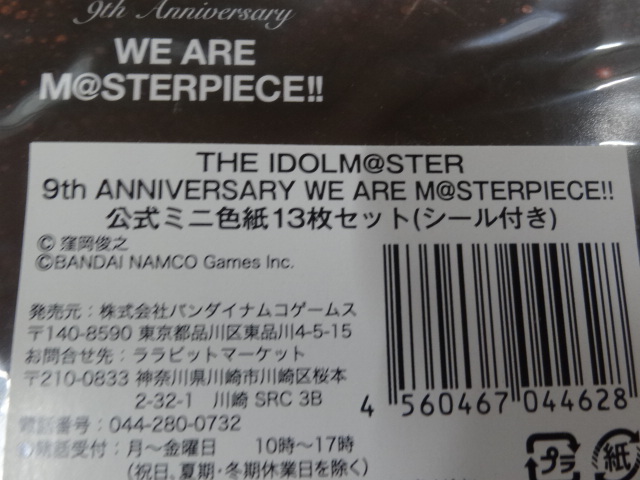 9th Anniversary
WE ARE
M@STERPIECE!!
THE IDOLM@STER
9th ANNIVERSARY WE ARE M@STERPIECE!!
公式ミニ色紙13枚セット(シール付き)
© 窪岡俊之
©BANDAI NAMCO Games Inc.
発売元：株式会社バンダイナムコゲームス
〒140-8590 東京都品川区東品川4-5-15
お問合せ先：ララビットマーケット
〒210-0833 神奈川県川崎市川崎区桜本
2-32-1 川崎 SRC 3B
電話番号：044-280-0732
電話受付：月～金曜日 10時～17時
(祝日、夏期・冬期休業日を除く)
4 560467 044628
プラ
紙